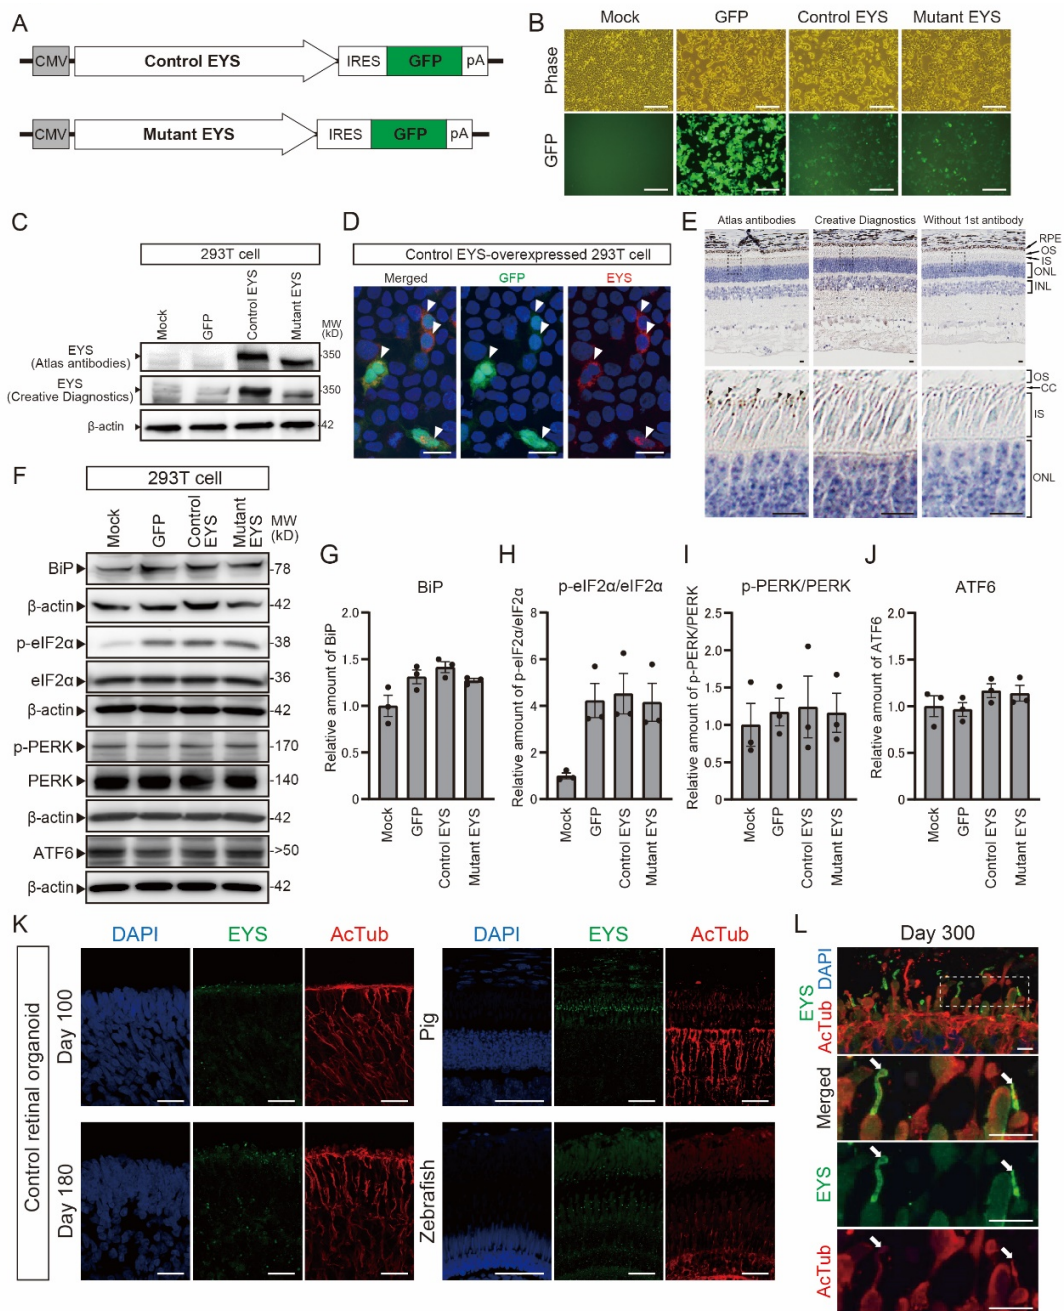 A
CMV Control EYS IRES GFP pA
CMV Mutant EYS IRES GFP pA
B
Mock GFP Control EYS Mutant EYS
Phase
GFP
C
293T cell
Mock GFP Control EYS Mutant EYS MW (kD)
EYS (Atlas antibodies) -350
EYS (Creative Diagnostics) -350
β-actin -42
D
Control EYS-overexpressed 293T cell
Merged GFP EYS
E
Atlas antibodies Creative Diagnostics Without 1st antibody
RPE
OS
IS
ONL
INL
OS
CC
IS
ONL
F
293T cell
Mock GFP Control EYS Mutant EYS MW (kD)
BiP -78
β-actin -42
p-eIF2α -38
eIF2α -36
β-actin -42
p-PERK -170
PERK -140
β-actin -42
ATF6 ->50
β-actin -42
G
BiP
Relative amount of BiP
2.0
1.5
1.0
0.5
0
Mock GFP Control EYS Mutant EYS
H
p-eIF2α/eIF2α
Relative amount of p-eIF2α/eIF2α
8
6
4
2
0
Mock GFP Control EYS Mutant EYS
I
p-PERK/PERK
Relative amount of p-PERK/PERK
2.5
2.0
1.5
1.0
0.5
0
Mock GFP Control EYS Mutant EYS
J
ATF6
Relative amount of ATF6
2.0
1.5
1.0
0.5
0
Mock GFP Control EYS Mutant EYS
K
Control retinal organoid
DAPI EYS AcTub DAPI EYS AcTub
Day 100
Pig
Day 180
Zebrafish
L
Day 300
EYS AcTub DAPI
Merged
EYS
AcTub